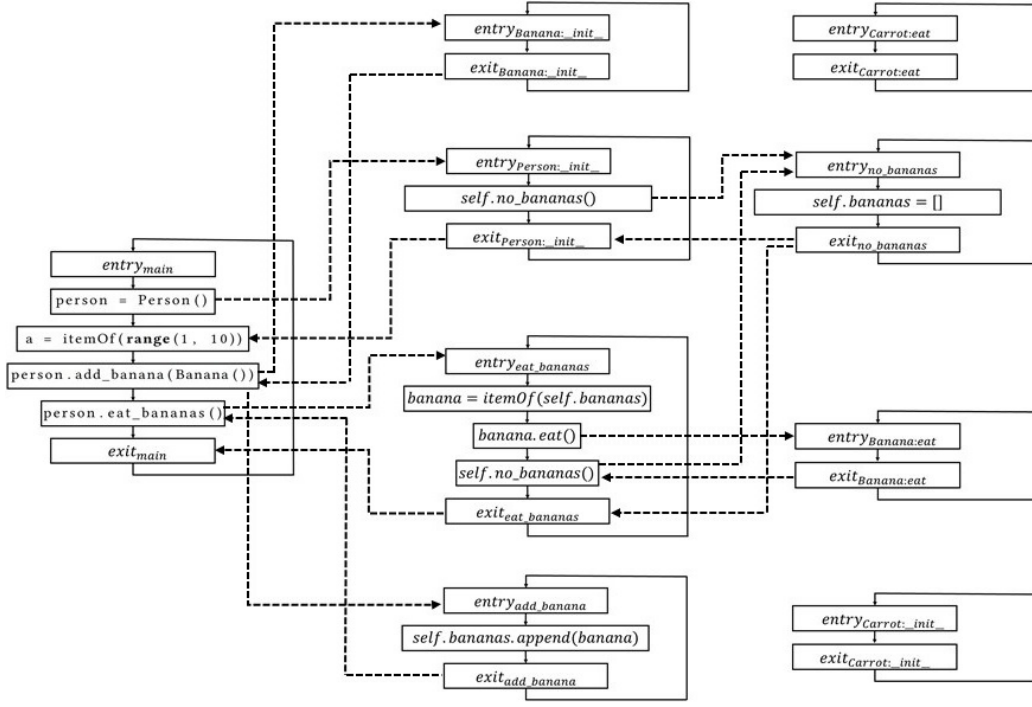 entry_Banana:_init_
exit_Banana:_init_
entry_Carrot:eat
exit_Carrot:eat
entry_Person:_init_
self.no_bananas()
exit_Person:_init_
entry_no_bananas
self.bananas = []
exit_no_bananas
entry_main
person = Person()
a = itemOf(range(1, 10))
person.add_banana(Banana())
person.eat_bananas()
exit_main
entry_eat_bananas
banana = itemOf(self.bananas)
banana.eat()
self.no_bananas()
exit_eat_bananas
entry_Banana:eat
exit_Banana:eat
entry_add_banana
self.bananas.append(banana)
exit_add_banana
entry_Carrot:_init_
exit_Carrot:_init_